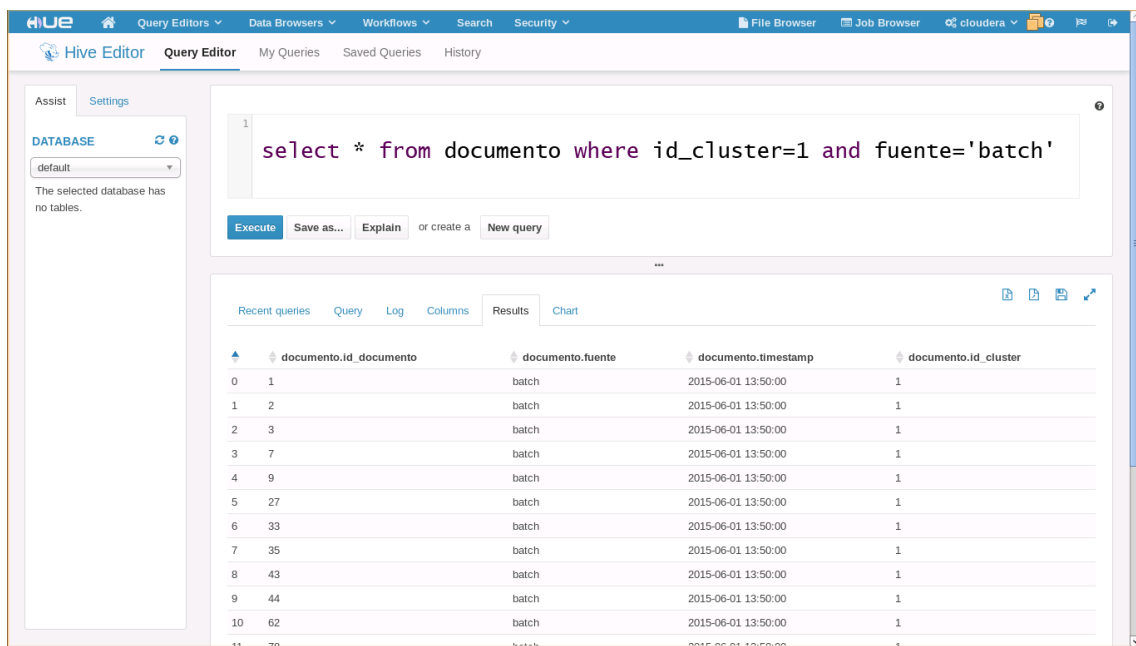 HUE Query Editors Data Browsers Workflows Search Security File Browser Job Browser cloudera
Hive Editor Query Editor My Queries Saved Queries History
Assist Settings
DATABASE
default
The selected database has
no tables.
1
select * from documento where id_cluster=1 and fuente='batch'
Execute Save as... Explain or create a New query
Recent queries Query Log Columns Results Chart
documento.id_documento documento.fuente documento.timestamp documento.id_cluster
0 1 batch 2015-06-01 13:50:00 1
1 2 batch 2015-06-01 13:50:00 1
2 3 batch 2015-06-01 13:50:00 1
3 7 batch 2015-06-01 13:50:00 1
4 9 batch 2015-06-01 13:50:00 1
5 27 batch 2015-06-01 13:50:00 1
6 33 batch 2015-06-01 13:50:00 1
7 35 batch 2015-06-01 13:50:00 1
8 43 batch 2015-06-01 13:50:00 1
9 44 batch 2015-06-01 13:50:00 1
10 62 batch 2015-06-01 13:50:00 1